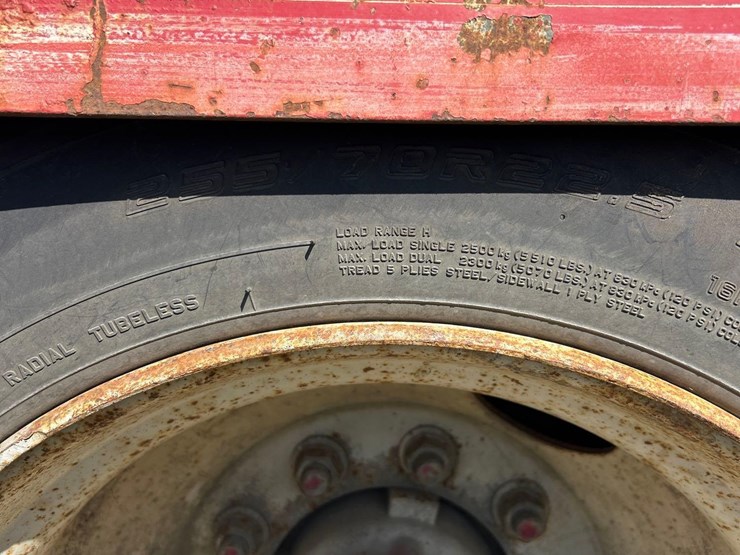 255/70R22.5
LOAD RANGE H
MAX. LOAD SINGLE 2500 kg (5510 LBS.) AT 830 kPa (120 PSI) COLD
MAX. LOAD DUAL 2300 kg (5070 LBS.) AT 830 kPa (120 PSI) COLD
TREAD 5 PLIES STEEL/SIDEWALL 1 PLY STEEL
RADIAL TUBELESS